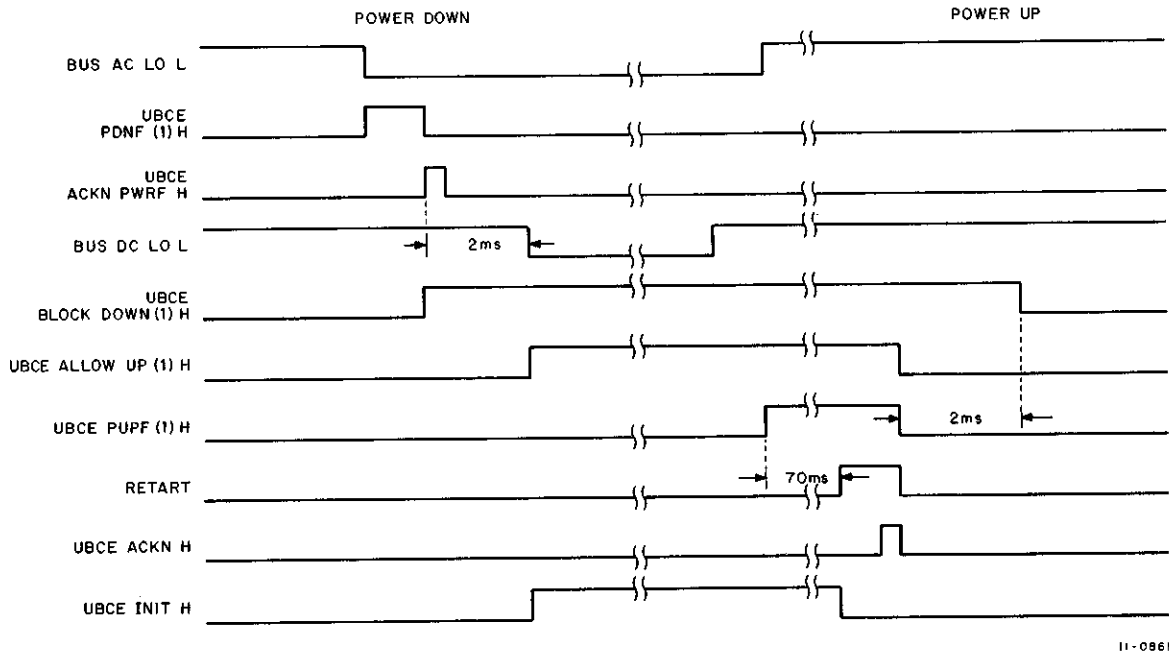 POWER DOWN
POWER UP
BUS AC LO L
UBCE
PDNF (1) H
UBCE
ACKN PWRF H
BUS DC LO L
2ms
UBCE
BLOCK DOWN (1) H
UBCE ALLOW UP (1) H
UBCE PUPF (1) H
2ms
RETART
70ms
UBCE ACKN H
UBCE INIT H
11-0861